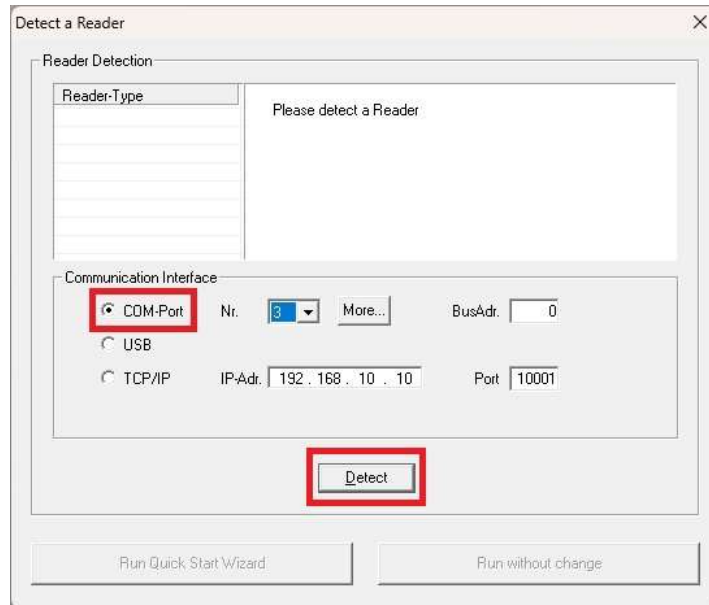 Detect a Reader
Reader Detection
Reader-Type
Please detect a Reader
Communication Interface
COM-Port Nr. 3 More... BusAdr. 0
USB
TCP/IP IP-Adr. 192 . 168 . 10 . 10 Port 10001
Detect
Run Quick Start Wizard Run without change